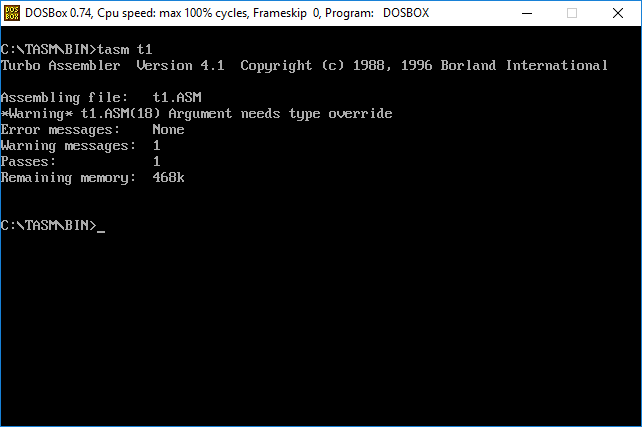 DOS
BOX
DOSBox 0.74, Cpu speed: max 100% cycles, Frameskip 0, Program: DOSBOX
C:\TASM\BIN>tasm t1
Turbo Assembler Version 4.1 Copyright (c) 1988, 1996 Borland International
Assembling file: t1.ASM
*Warning* t1.ASM(18) Argument needs type override
Error messages: None
Warning messages: 1
Passes: 1
Remaining memory: 468k
C:\TASM\BIN>_